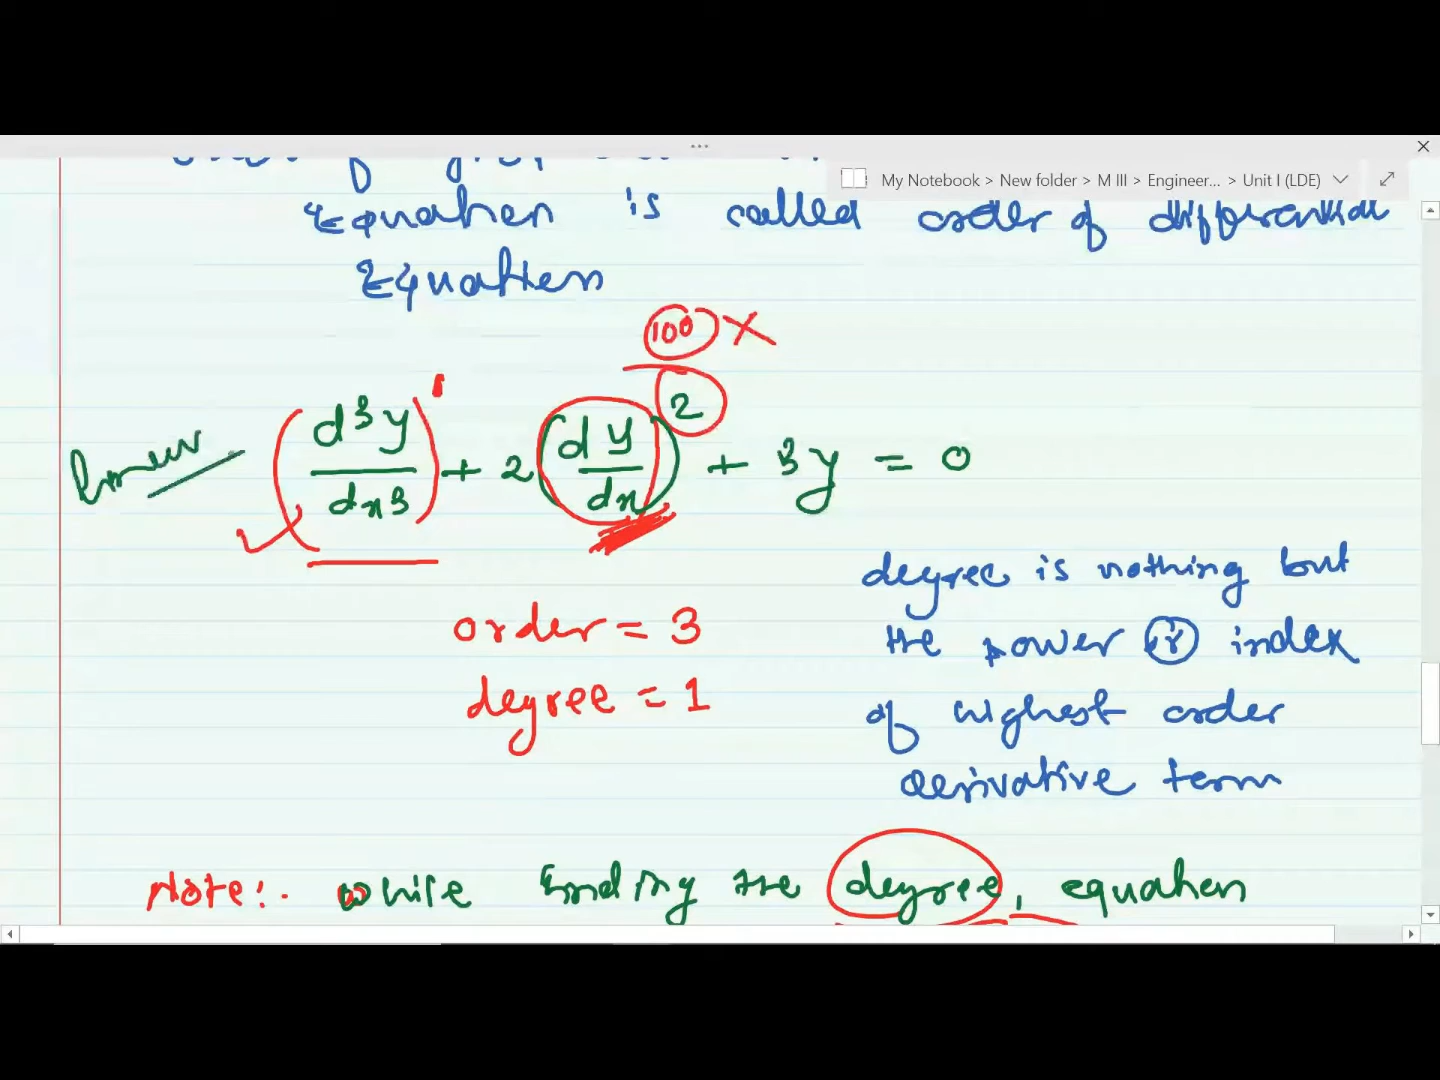 My Notebook > New folder > M III > Engineer... > Unit I (LDE)
Equation is called order of differential
Equation
100 ×
(d³y/dx³)¹ + 2(dy/dx)² + 3y = 0
order = 3
degree = 1
degree is nothing but
the power or index
of highest order
derivative term
Note:- while finding the degree, equation